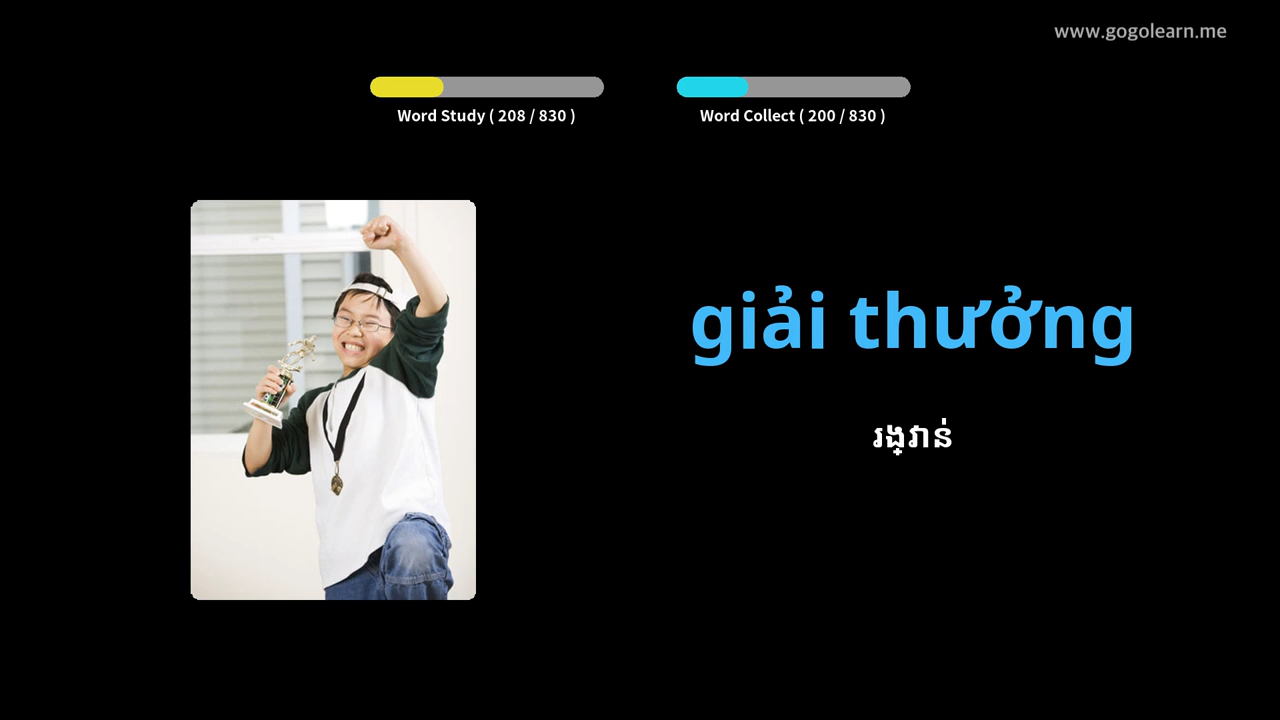 www.gogolearn.me
Word Study ( 208 / 830 )
Word Collect ( 200 / 830 )
giải thưởng
រង្វាន់